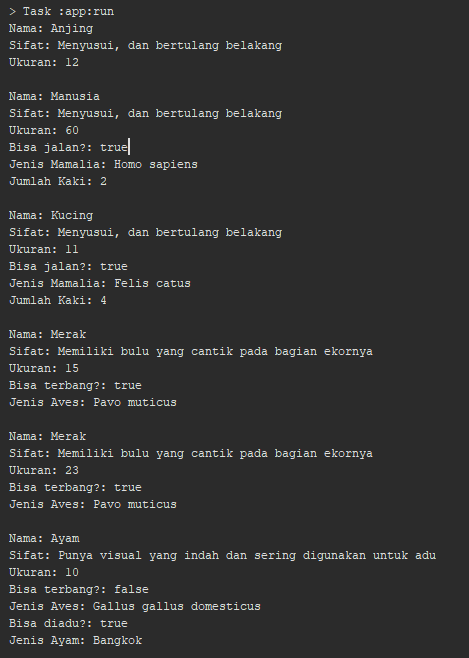 > Task :app:run
Nama: Anjing
Sifat: Menyusui, dan bertulang belakang
Ukuran: 12
Nama: Manusia
Sifat: Menyusui, dan bertulang belakang
Ukuran: 60
Bisa jalan?: true
Jenis Mamalia: Homo sapiens
Jumlah Kaki: 2
Nama: Kucing
Sifat: Menyusui, dan bertulang belakang
Ukuran: 11
Bisa jalan?: true
Jenis Mamalia: Felis catus
Jumlah Kaki: 4
Nama: Merak
Sifat: Memiliki bulu yang cantik pada bagian ekornya
Ukuran: 15
Bisa terbang?: true
Jenis Aves: Pavo muticus
Nama: Merak
Sifat: Memiliki bulu yang cantik pada bagian ekornya
Ukuran: 23
Bisa terbang?: true
Jenis Aves: Pavo muticus
Nama: Ayam
Sifat: Punya visual yang indah dan sering digunakan untuk adu
Ukuran: 10
Bisa terbang?: false
Jenis Aves: Gallus gallus domesticus
Bisa diadu?: true
Jenis Ayam: Bangkok